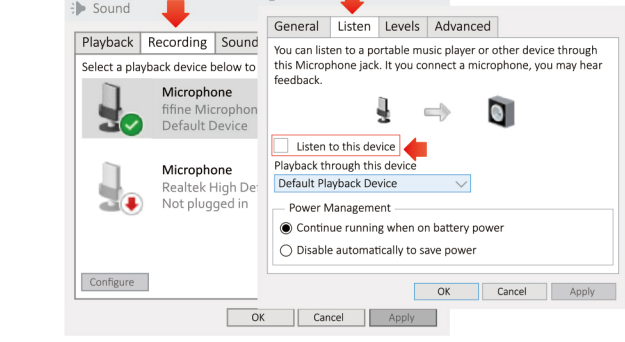 Sound
Playback Recording Sound
Select a playback device below to
Microphone
fifine Microphon
Default Device
Microphone
Realtek High De
Not plugged in
Configure
OK Cancel Apply
General Listen Levels Advanced
You can listen to a portable music player or other device through
this Microphone jack. It you connect a microphone, you may hear
feedback.
Listen to this device
Playback through this device
Default Playback Device
Power Management
Continue running when on battery power
Disable automatically to save power
OK Cancel Apply